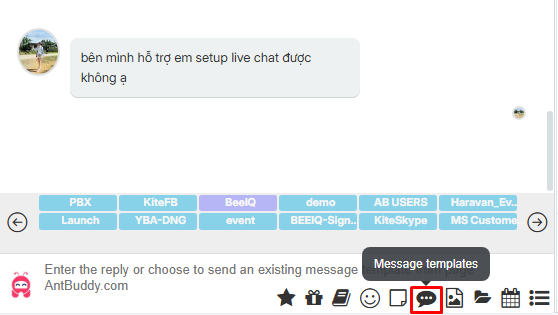 bên mình hỗ trợ em setup live chat được
không ạ
PBX KiteFB BeeIQ demo AB USERS Haravan_Ev..
Launch YBA-DNG event BEEIQ-Sign.. KiteSkype MS Custome
Message templates
Enter the reply or choose to send an existing message
AntBuddy.com